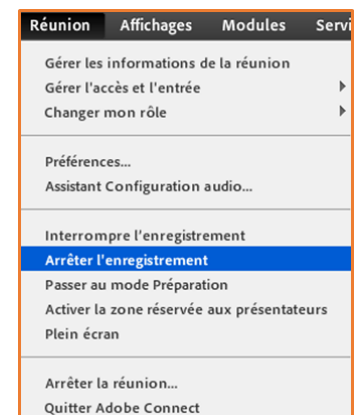 Réunion Affichages Modules Servi
Gérer les informations de la réunion
Gérer l'accès et l'entrée
Changer mon rôle
Préférences...
Assistant Configuration audio...
Interrompre l'enregistrement
Arrêter l'enregistrement
Passer au mode Préparation
Activer la zone réservée aux présentateurs
Plein écran
Arrêter la réunion...
Quitter Adobe Connect